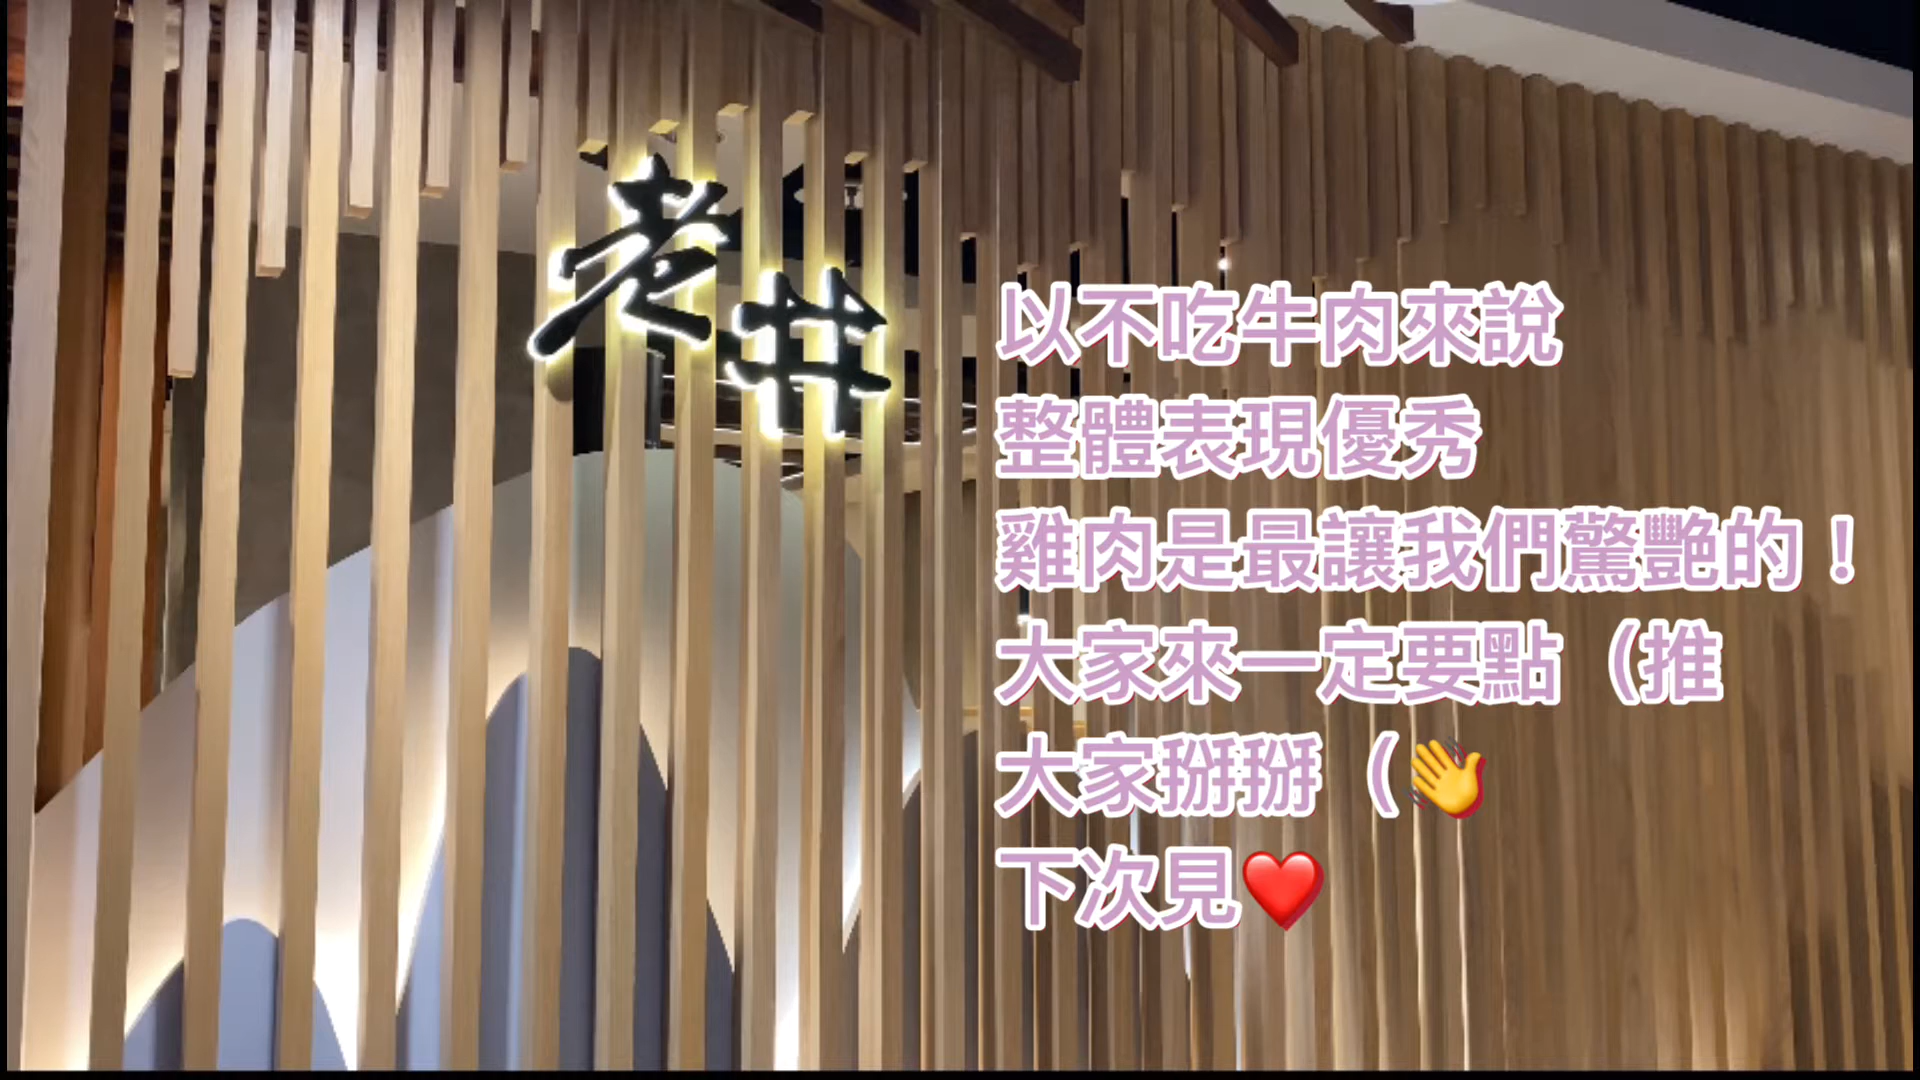 老井
以不吃牛肉來說
整體表現優秀
雞肉是最讓我們驚艷的！
大家來一定要點（推
大家掰掰（👋
下次見❤️